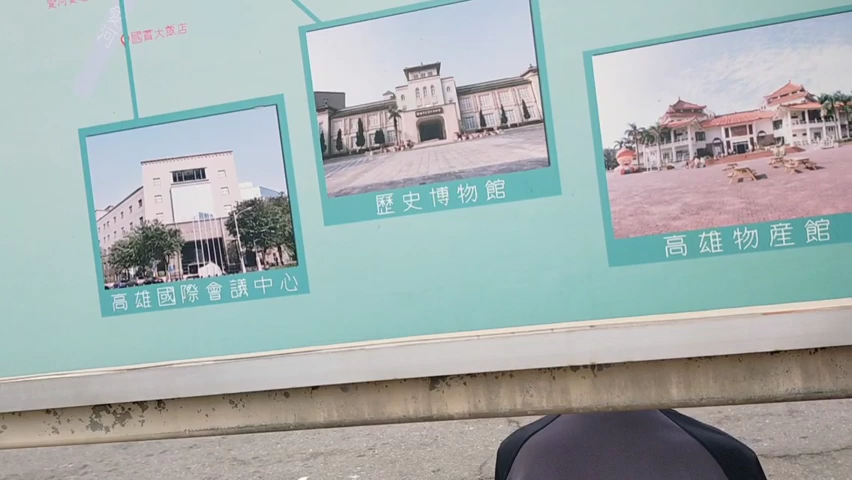 國賓大飯店
歷史博物館
高雄物產館
高雄國際會議中心